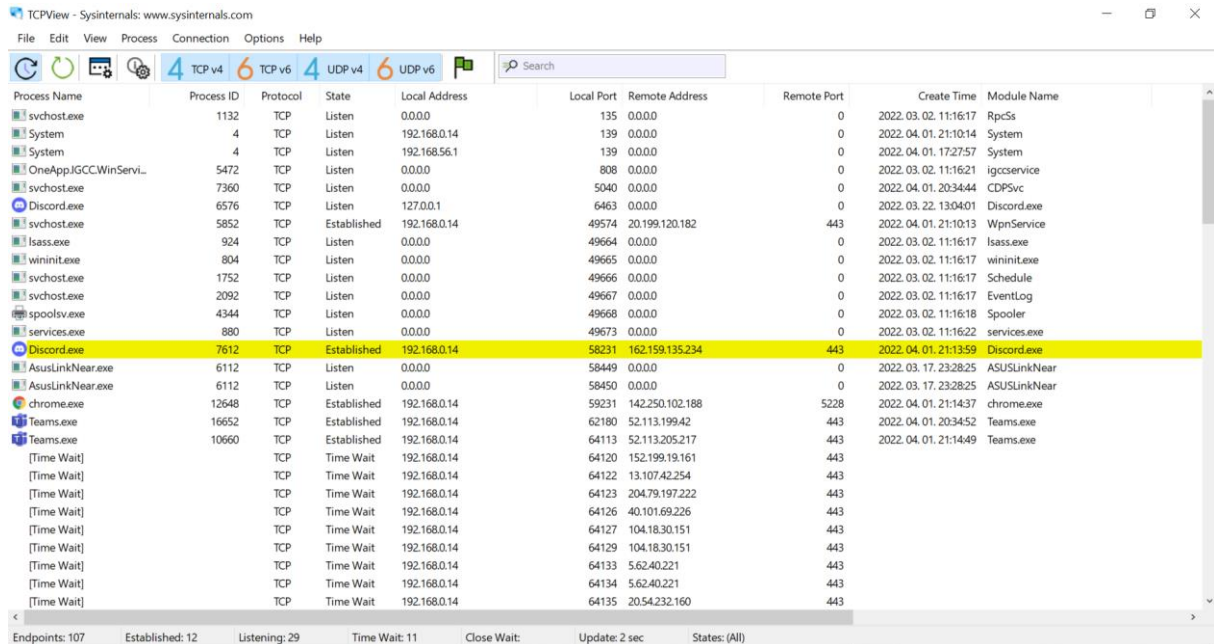 TCPView - Sysinternals: www.sysinternals.com
File Edit View Process Connection Options Help
4 TCP v4 6 TCP v6 4 UDP v4 6 UDP v6 Search
Process Name Process ID Protocol State Local Address Local Port Remote Address Remote Port Create Time Module Name
svchost.exe 1132 TCP Listen 0.0.0.0 135 0.0.0.0 0 2022. 03. 02. 11:16:17 RpcSs
System 4 TCP Listen 192.168.0.14 139 0.0.0.0 0 2022. 04. 01. 21:10:14 System
System 4 TCP Listen 192.168.56.1 139 0.0.0.0 0 2022. 04. 01. 17:27:57 System
OneApp.IGCC.WinServi... 5472 TCP Listen 0.0.0.0 808 0.0.0.0 0 2022. 03. 02. 11:16:21 igccservice
svchost.exe 7360 TCP Listen 0.0.0.0 5040 0.0.0.0 0 2022. 04. 01. 20:34:44 CDPSvc
Discord.exe 6576 TCP Listen 127.0.0.1 6463 0.0.0.0 0 2022. 03. 22. 13:04:01 Discord.exe
svchost.exe 5852 TCP Established 192.168.0.14 49574 20.199.120.182 443 2022. 04. 01. 21:10:13 WpnService
lsass.exe 924 TCP Listen 0.0.0.0 49664 0.0.0.0 0 2022. 03. 02. 11:16:17 lsass.exe
wininit.exe 804 TCP Listen 0.0.0.0 49665 0.0.0.0 0 2022. 03. 02. 11:16:17 wininit.exe
svchost.exe 1752 TCP Listen 0.0.0.0 49666 0.0.0.0 0 2022. 03. 02. 11:16:17 Schedule
svchost.exe 2092 TCP Listen 0.0.0.0 49667 0.0.0.0 0 2022. 03. 02. 11:16:17 EventLog
spoolsv.exe 4344 TCP Listen 0.0.0.0 49668 0.0.0.0 0 2022. 03. 02. 11:16:18 Spooler
services.exe 880 TCP Listen 0.0.0.0 49673 0.0.0.0 0 2022. 03. 02. 11:16:22 services.exe
Discord.exe 7612 TCP Established 192.168.0.14 58231 162.159.135.234 443 2022. 04. 01. 21:13:59 Discord.exe
AsusLinkNear.exe 6112 TCP Listen 0.0.0.0 58449 0.0.0.0 0 2022. 03. 17. 23:28:25 ASUSLinkNear
AsusLinkNear.exe 6112 TCP Listen 0.0.0.0 58450 0.0.0.0 0 2022. 03. 17. 23:28:25 ASUSLinkNear
chrome.exe 12648 TCP Established 192.168.0.14 59231 142.250.102.188 5228 2022. 04. 01. 21:14:37 chrome.exe
Teams.exe 16652 TCP Established 192.168.0.14 62180 52.113.199.42 443 2022. 04. 01. 20:34:52 Teams.exe
Teams.exe 10660 TCP Established 192.168.0.14 64113 52.113.205.217 443 2022. 04. 01. 21:14:49 Teams.exe
[Time Wait] TCP Time Wait 192.168.0.14 64120 152.199.19.161 443
[Time Wait] TCP Time Wait 192.168.0.14 64122 13.107.42.254 443
[Time Wait] TCP Time Wait 192.168.0.14 64123 204.79.197.222 443
[Time Wait] TCP Time Wait 192.168.0.14 64126 40.101.69.226 443
[Time Wait] TCP Time Wait 192.168.0.14 64127 104.18.30.151 443
[Time Wait] TCP Time Wait 192.168.0.14 64129 104.18.30.151 443
[Time Wait] TCP Time Wait 192.168.0.14 64133 5.62.40.221 443
[Time Wait] TCP Time Wait 192.168.0.14 64134 5.62.40.221 443
[Time Wait] TCP Time Wait 192.168.0.14 64135 20.54.232.160 443
Endpoints: 107 Established: 12 Listening: 29 Time Wait: 11 Close Wait: Update: 2 sec States: (All)